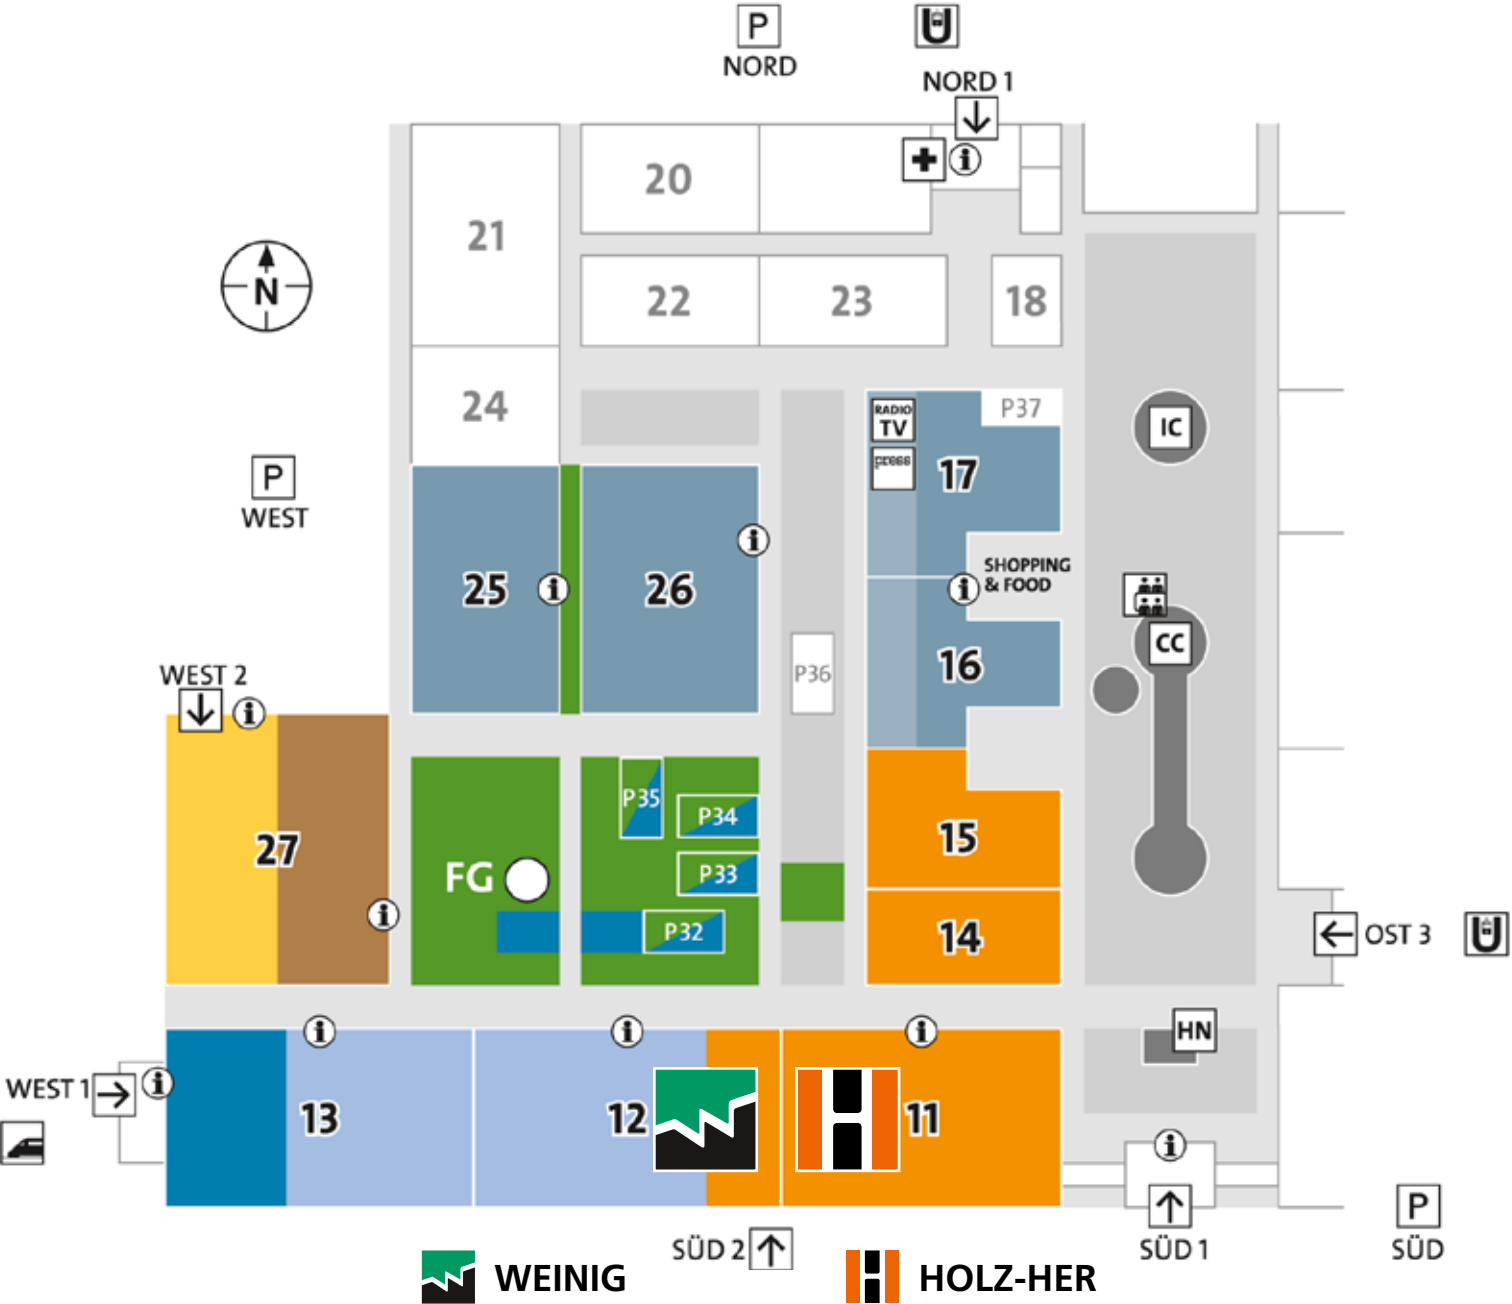 P
NORD
U
NORD 1
i
20
21
N
22
23
18
24
RADIO
TV
press
P37
17
IC
P
WEST
25
i
26
i
SHOPPING
& FOOD
i
16
CC
P36
WEST 2
i
27
i
P35
P34
P33
P32
FG
15
14
OST 3
U
HN
WEST 1
i
i
13
i
12
i
11
i
SÜD 2
SÜD 1
P
SÜD
WEINIG
HOLZ-HER